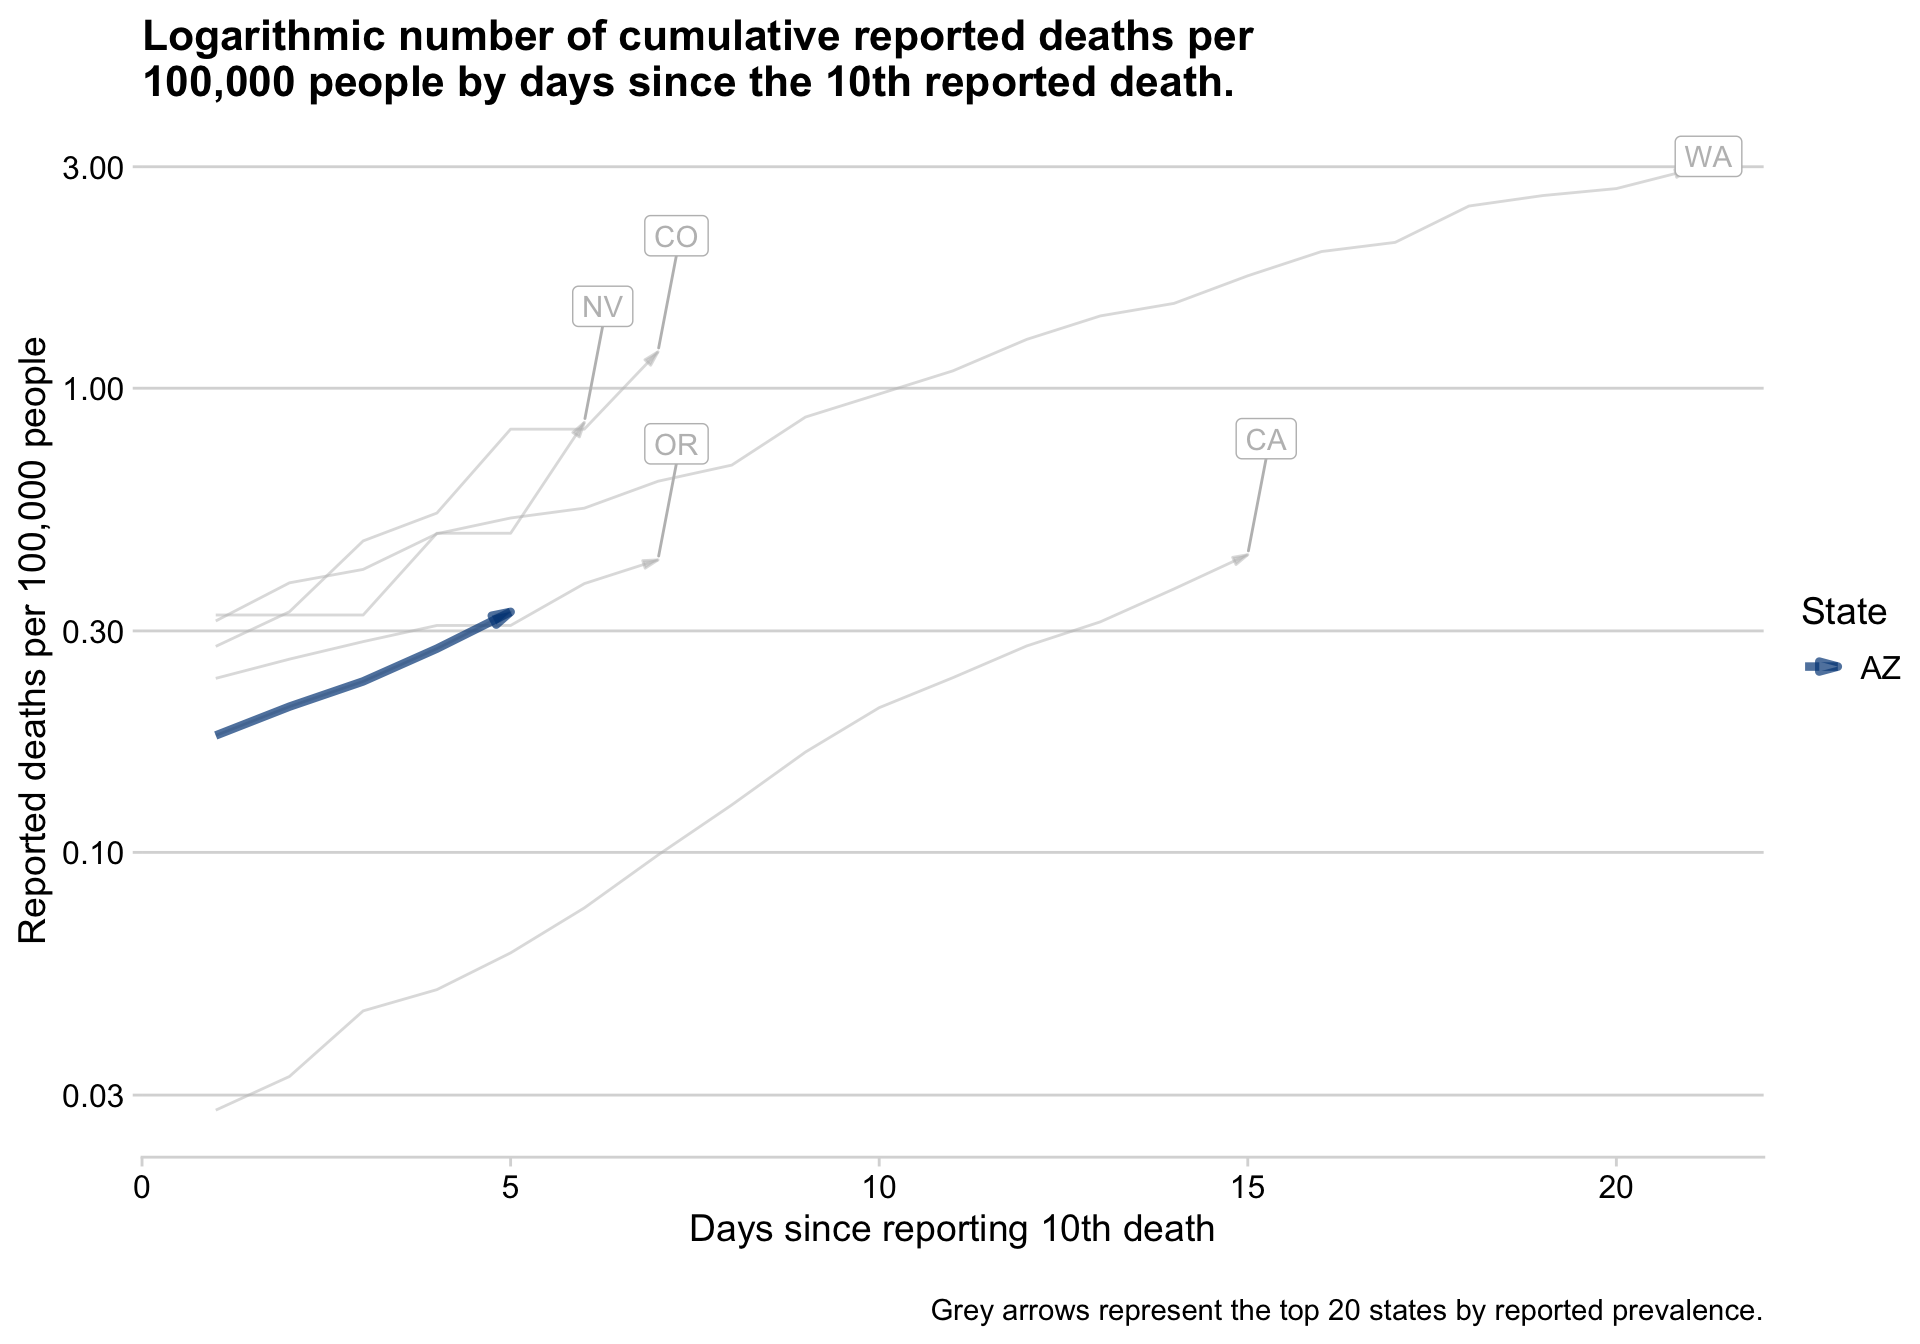 Logarithmic number of cumulative reported deaths per
100,000 people by days since the 10th reported death.
Reported deaths per 100,000 people
3.00
1.00
0.30
0.10
0.03
WA
CO
NV
OR
CA
State
AZ
0 5 10 15 20
Days since reporting 10th death
Grey arrows represent the top 20 states by reported prevalence.